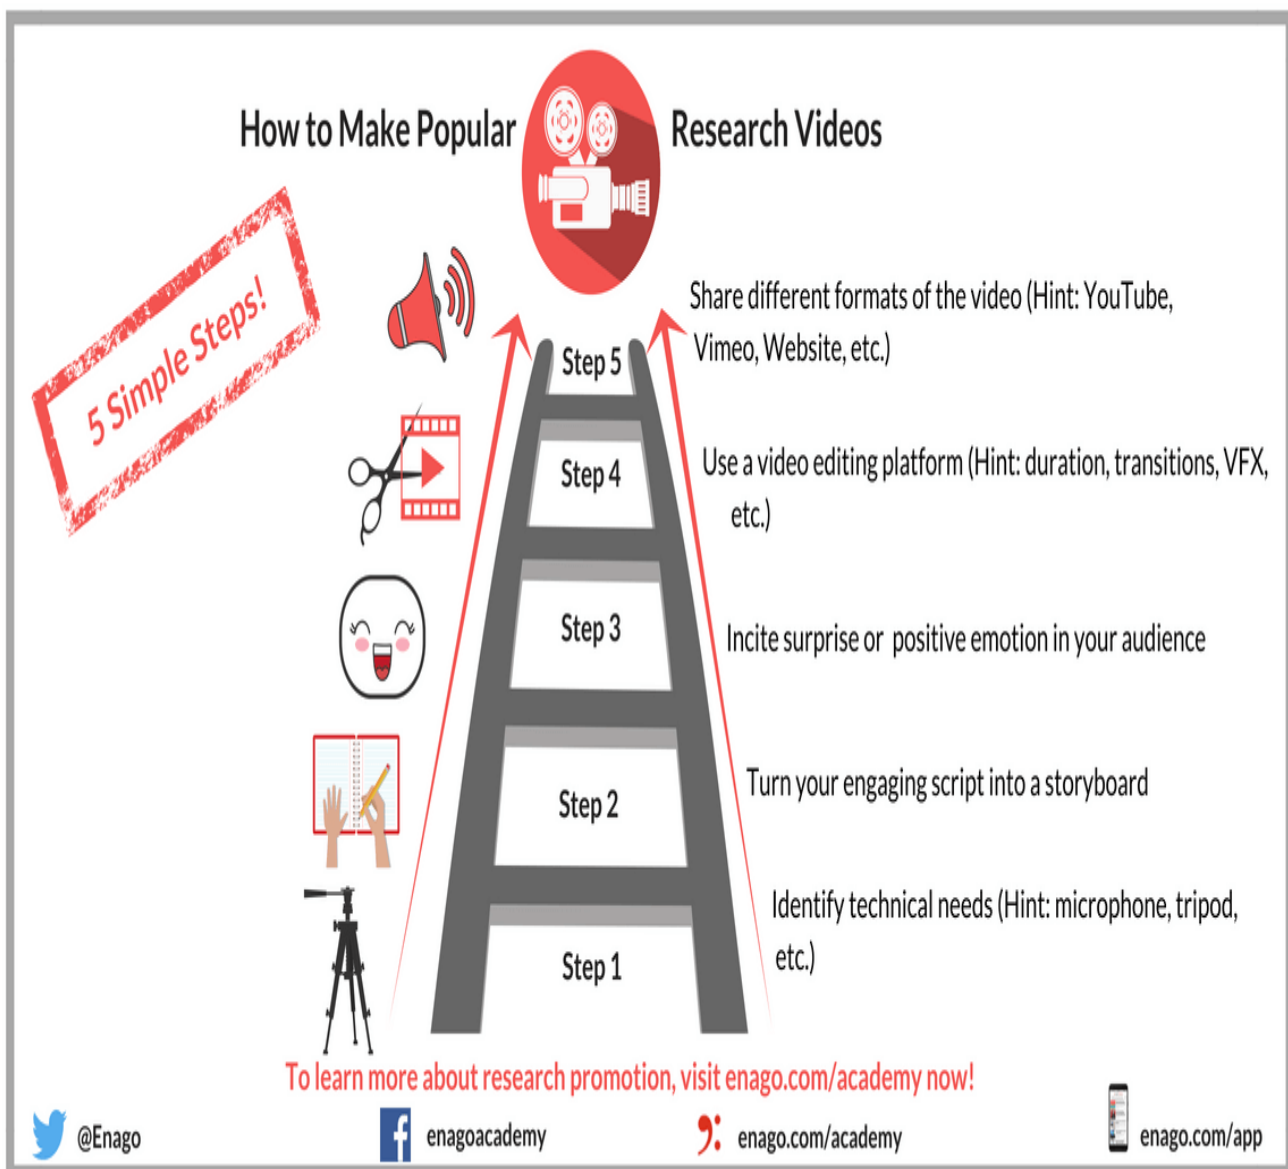 How to Make Popular Research Videos
5 Simple Steps!
Step 5
Share different formats of the video (Hint: YouTube,
Vimeo, Website, etc.)
Step 4
Use a video editing platform (Hint: duration, transitions, VFX,
etc.)
Step 3
Incite surprise or positive emotion in your audience
Step 2
Turn your engaging script into a storyboard
Step 1
Identify technical needs (Hint: microphone, tripod,
etc.)
To learn more about research promotion, visit enago.com/academy now!
@Enago
enagoacademy
enago.com/academy
enago.com/app